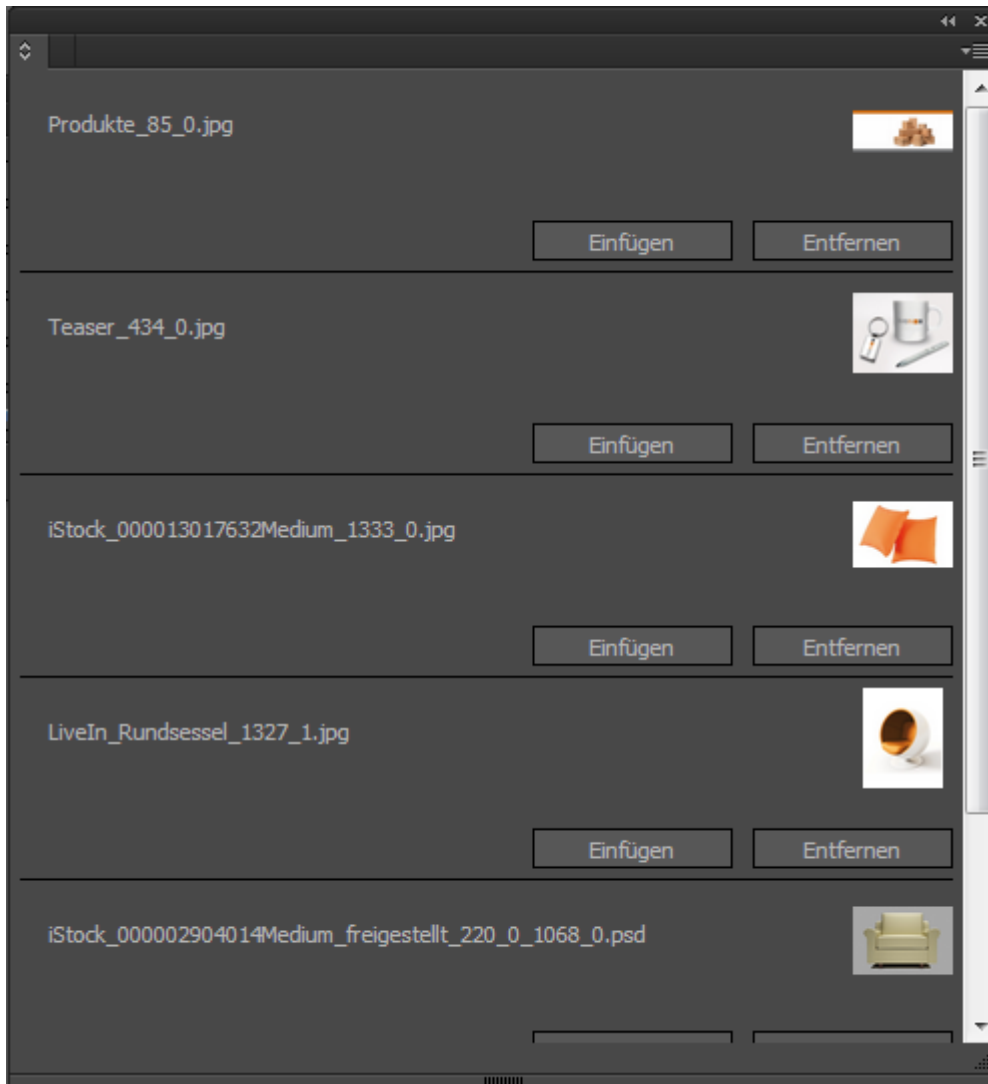 Produkte_85_0.jpg
Einfügen Entfernen
Teaser_434_0.jpg
Einfügen Entfernen
iStock_000013017632Medium_1333_0.jpg
Einfügen Entfernen
LiveIn_Rundsessel_1327_1.jpg
Einfügen Entfernen
iStock_000002904014Medium_freigestellt_220_0_1068_0.psd